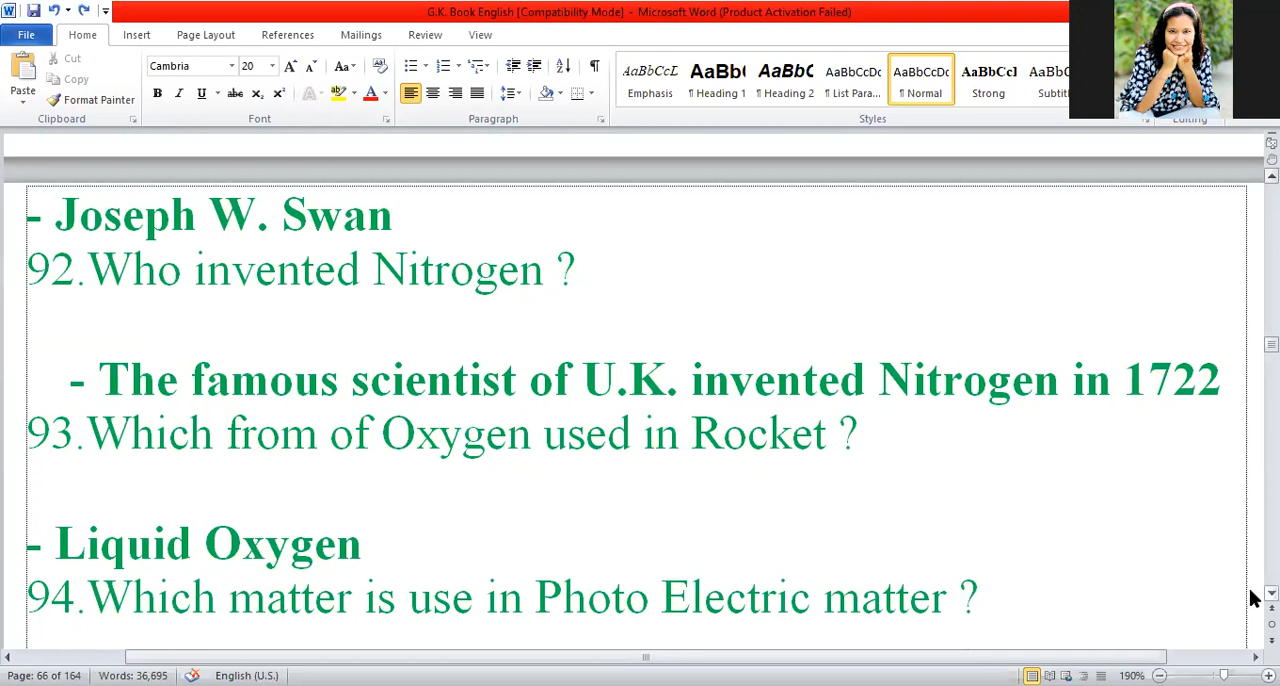 G.K. Book English [Compatibility Mode] - Microsoft Word (Product Activation Failed)
File Home Insert Page Layout References Mailings Review View
Paste
Cut
Copy
Format Painter
Clipboard
Cambria 20
Font
Paragraph
AaBbCcL AaBbC AaBbC AaBbCcDc AaBbCcDc AaBbCcl AaBb
Emphasis ¶ Heading 1 ¶ Heading 2 ¶ List Para... ¶ Normal Strong Subtit
Styles
Editing
- Joseph W. Swan
92.Who invented Nitrogen ?
- The famous scientist of U.K. invented Nitrogen in 1722
93.Which from of Oxygen used in Rocket ?
- Liquid Oxygen
94.Which matter is use in Photo Electric matter ?
Page: 66 of 164 Words: 36,695 English (U.S.) 190%